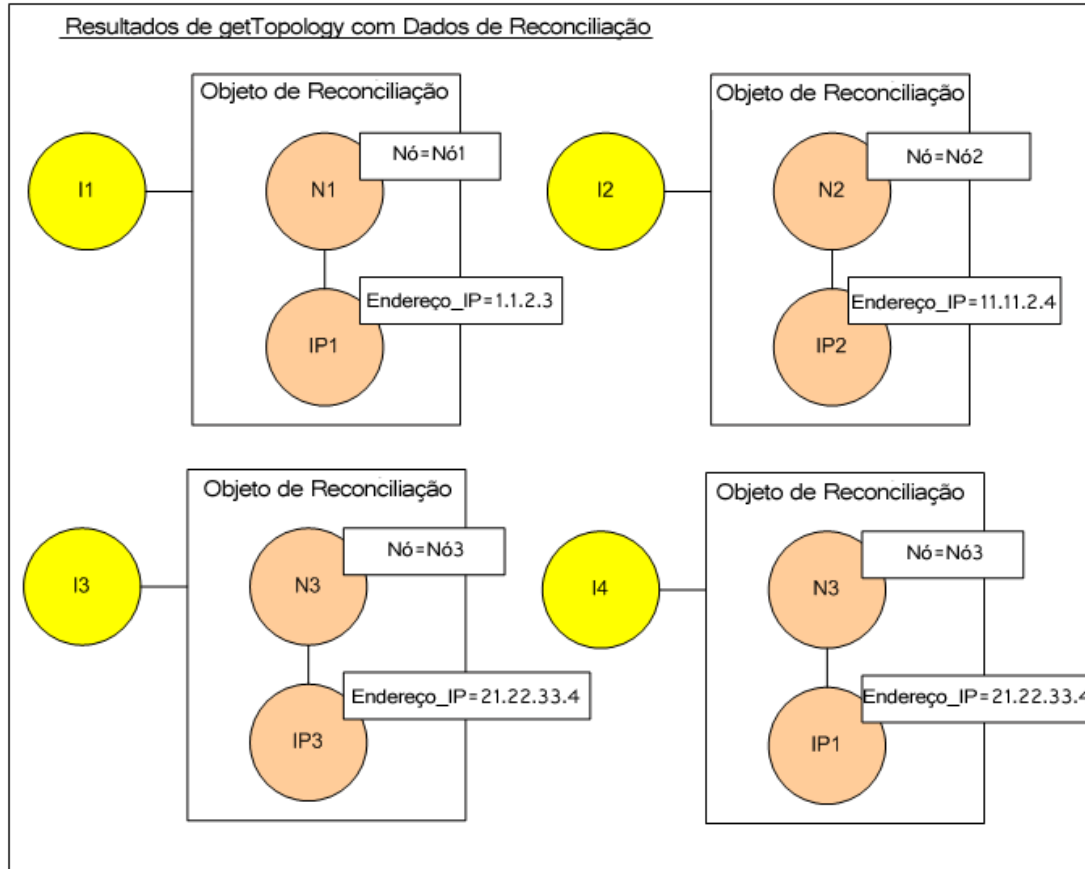 Resultados de getTopology com Dados de Reconciliação
Objeto de Reconciliação
Nó=Nó1
I1
N1
Endereço_IP=1.1.2.3
IP1
Objeto de Reconciliação
Nó=Nó2
I2
N2
Endereço_IP=11.11.2.4
IP2
Objeto de Reconciliação
Nó=Nó3
I3
N3
Endereço_IP=21.22.33.4
IP3
Objeto de Reconciliação
Nó=Nó3
I4
N3
Endereço_IP=21.22.33.4
IP1